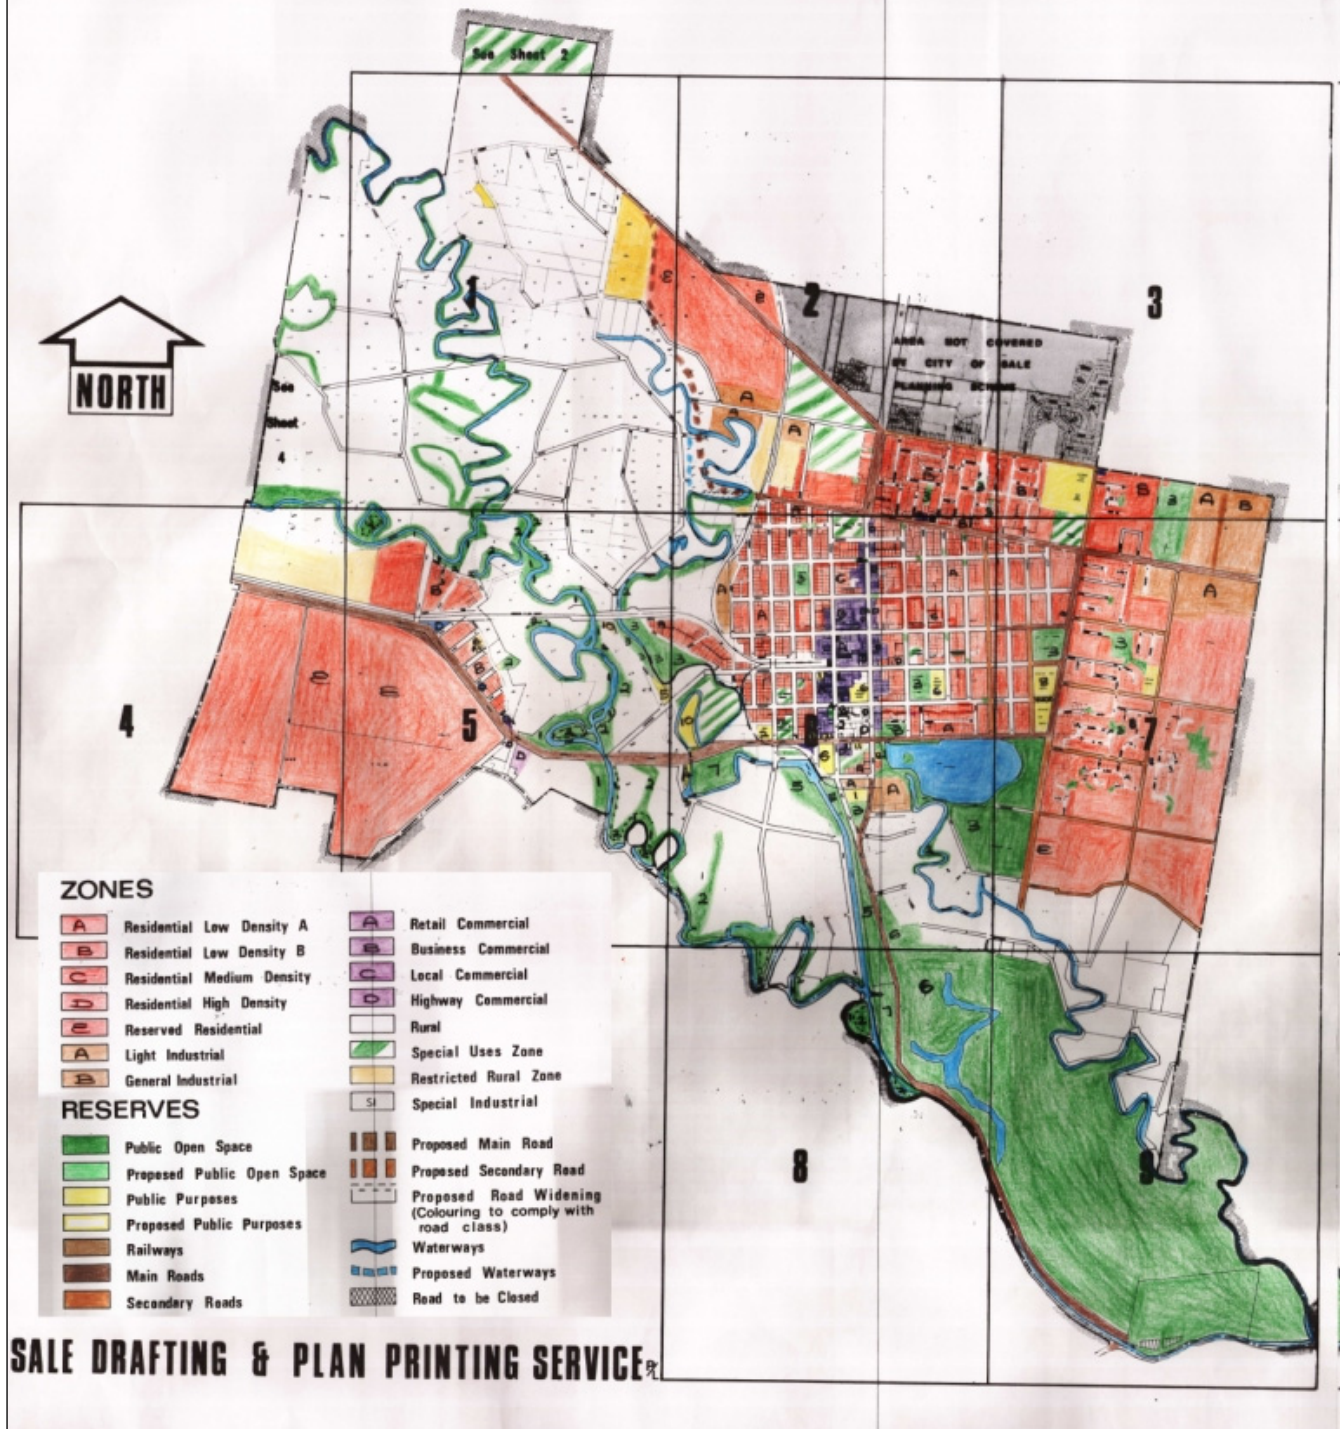 See Sheet 2
1
2
3
AREA NOT COVERED
BY CITY OF SALE
PLANNING SCHEME
NORTH
See
Sheet
4
4
5
7
8
9
ZONES
A Residential Low Density A
B Residential Low Density B
C Residential Medium Density
D Residential High Density
E Reserved Residential
A Light Industrial
B General Industrial
RESERVES
Public Open Space
Proposed Public Open Space
Public Purposes
Proposed Public Purposes
Railways
Main Roads
Secondary Roads
A Retail Commercial
B Business Commercial
C Local Commercial
D Highway Commercial
Rural
Special Uses Zone
Restricted Rural Zone
SI Special Industrial
Proposed Main Road
Proposed Secondary Road
Proposed Road Widening
(Colouring to comply with
road class)
Waterways
Proposed Waterways
Road to be Closed
SALE DRAFTING & PLAN PRINTING SERVICE P/L